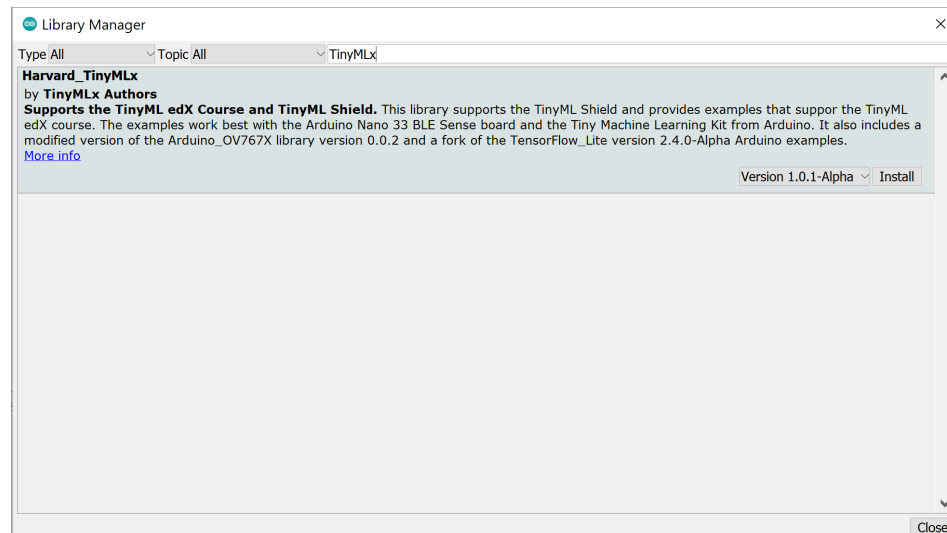 Library Manager
Type All Topic All TinyMLx
Harvard_TinyMLx
by TinyMLx Authors
Supports the TinyML edX Course and TinyML Shield. This library supports the TinyML Shield and provides examples that suppor the TinyML
edX course. The examples work best with the Arduino Nano 33 BLE Sense board and the Tiny Machine Learning Kit from Arduino. It also includes a
modified version of the Arduino_OV767X library version 0.0.2 and a fork of the TensorFlow_Lite version 2.4.0-Alpha Arduino examples.
More info
Version 1.0.1-Alpha Install
Close